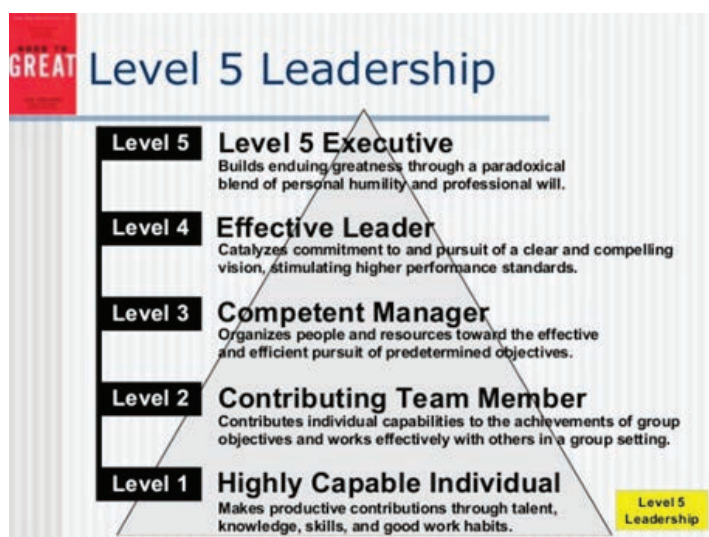 GREAT
Level 5 Leadership
Level 5
Level 5 Executive
Builds enduing greatness through a paradoxical
blend of personal humility and professional will.
Level 4
Effective Leader
Catalyzes commitment to and pursuit of a clear and compelling
vision, stimulating higher performance standards.
Level 3
Competent Manager
Organizes people and resources toward the effective
and efficient pursuit of predetermined objectives.
Level 2
Contributing Team Member
Contributes individual capabilities to the achievements of group
objectives and works effectively with others in a group setting.
Level 1
Highly Capable Individual
Makes productive contributions through talent,
knowledge, skills, and good work habits.
Level 5
Leadership